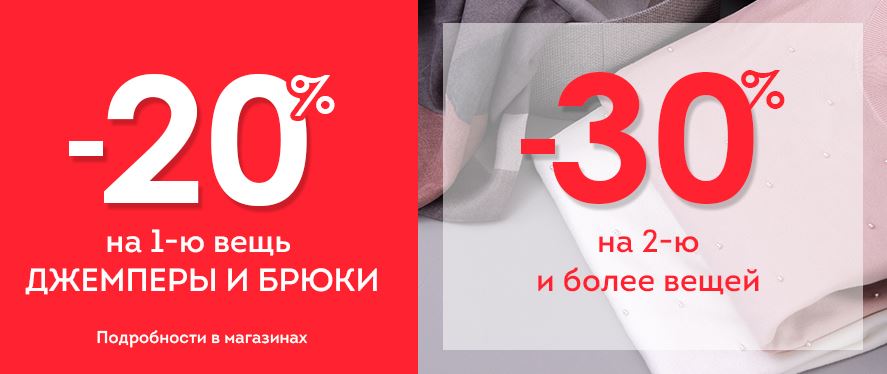 -20%
на 1-ю вещь
ДЖЕМПЕРЫ И БРЮКИ
Подробности в магазинах
-30%
на 2-ю
и более вещей